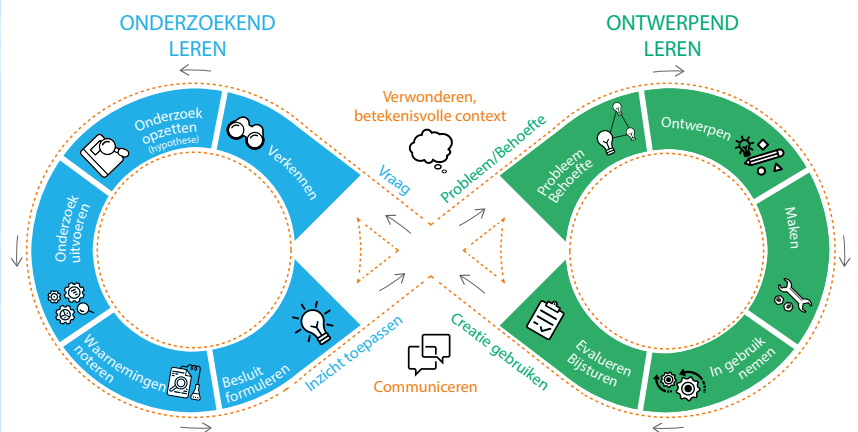 ONDERZOEKEND
LEREN
Onderzoek
opzetten
(hypothese)
Verkennen
Onderzoek
uitvoeren
Waarnemingen
noteren
Besluit
formuleren
Verwonderen,
betekenisvolle context
Vraag
Probleem/Behoefte
Inzicht toepassen
Creatie gebruiken
Communiceren
ONTWERPEND
LEREN
Probleem
Behoefte
Ontwerpen
Maken
In gebruik
nemen
Evalueren
Bijsturen